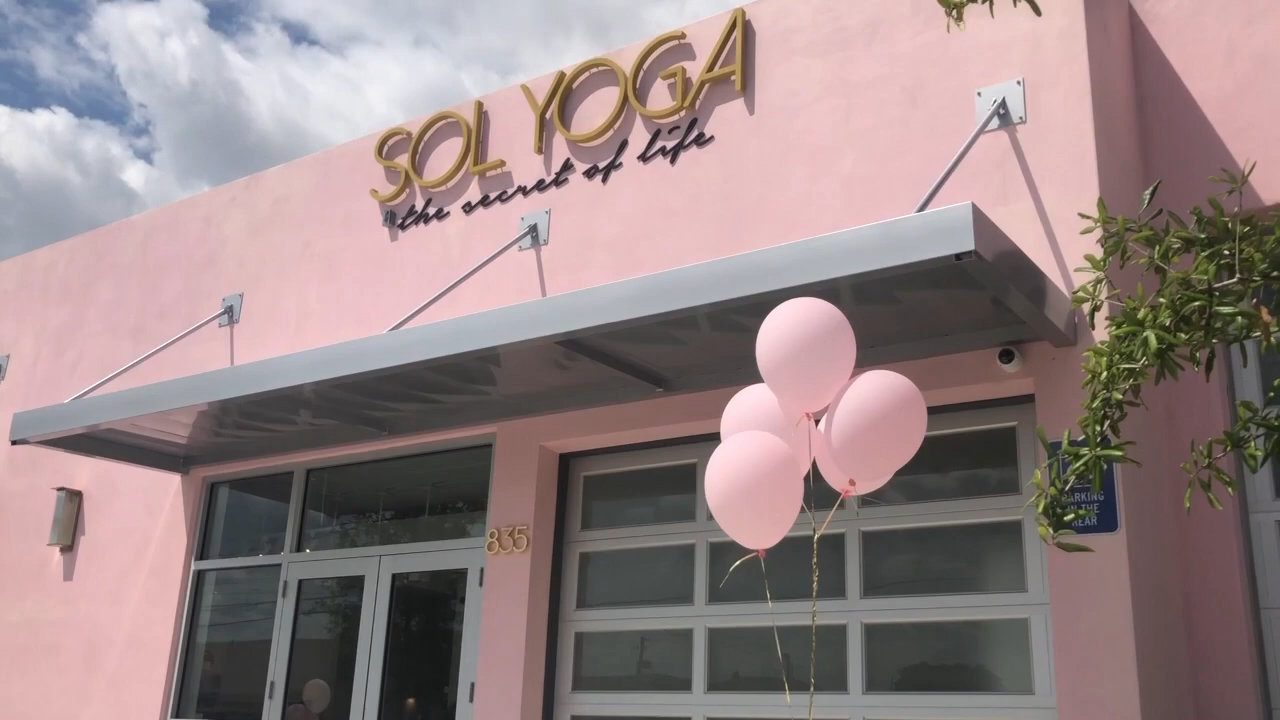 SOL YOGA
the secret of life
835
PARKING
IN THE
REAR